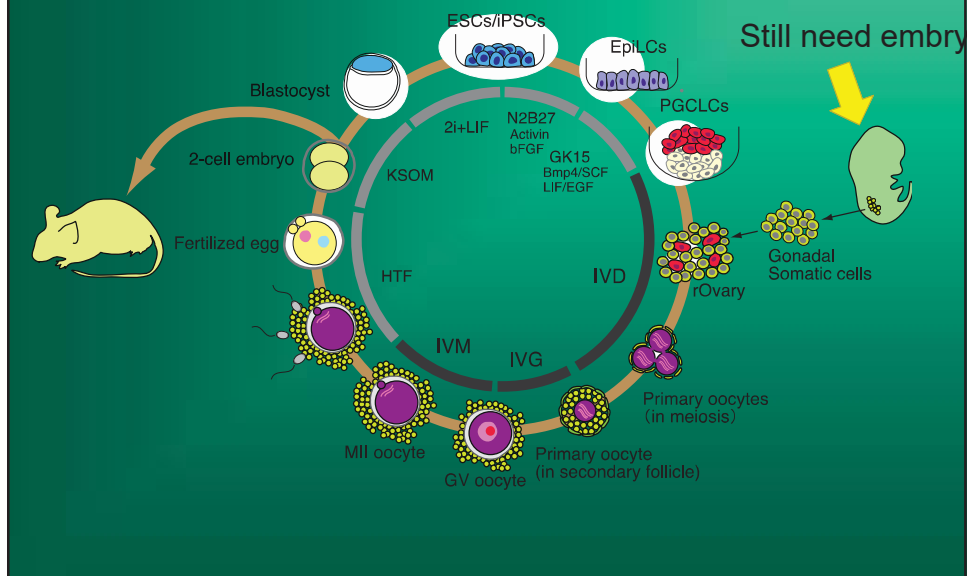 ESCs/iPSCs
Still need embry
EpiLCs
Blastocyst
PGCLCs
2i+LIF
N2B27
Activin
bFGF
2-cell embryo
GK15
Bmp4/SCF
LIF/EGF
KSOM
Fertilized egg
Gonadal
Somatic cells
HTF
IVD
rOvary
IVM
IVG
Primary oocytes
(in meiosis)
MII oocyte
Primary oocyte
(in secondary follicle)
GV oocyte